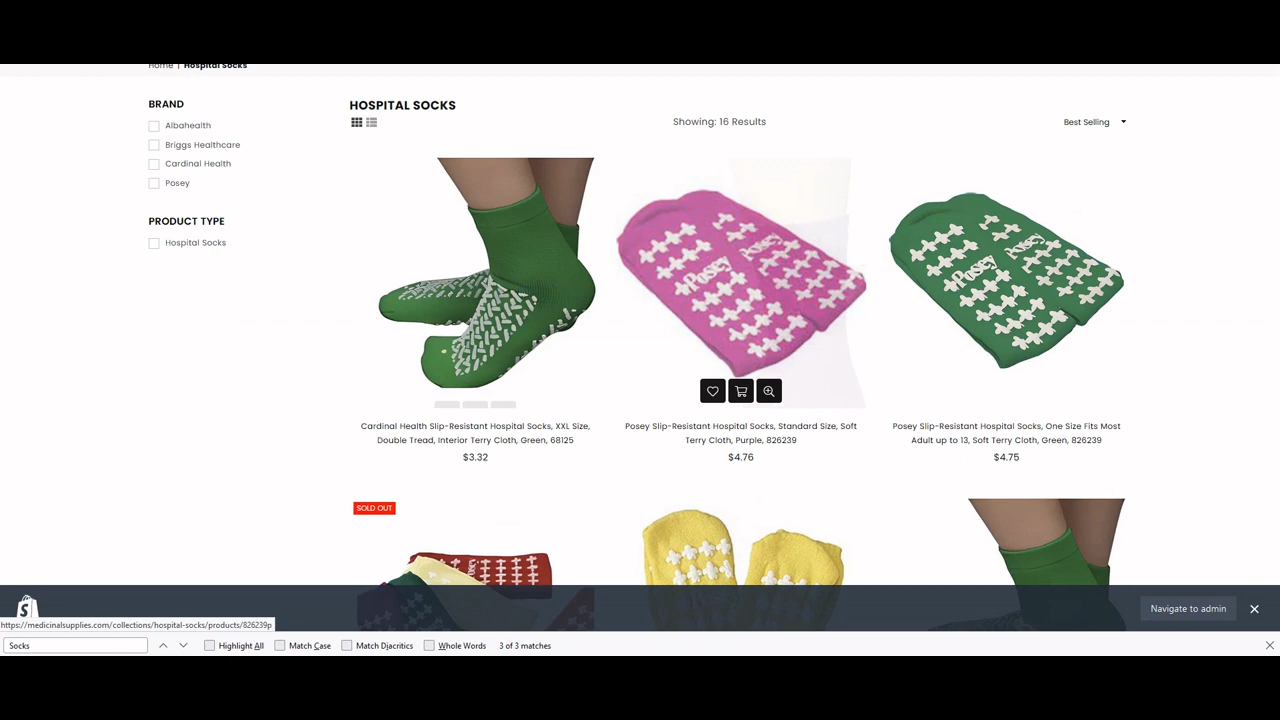 Home | Hospital Socks
BRAND
Albahealth
Briggs Healthcare
Cardinal Health
Posey
PRODUCT TYPE
Hospital Socks
HOSPITAL SOCKS
Showing: 16 Results
Best Selling
Posey
Posey
Posey
Posey
Cardinal Health Slip-Resistant Hospital Socks, XXL Size,
Double Tread, Interior Terry Cloth, Green, 68125
$3.32
Posey Slip-Resistant Hospital Socks, Standard Size, Soft
Terry Cloth, Purple, 826239
$4.76
Posey Slip-Resistant Hospital Socks, One Size Fits Most
Adult up to 13, Soft Terry Cloth, Green, 826239
$4.75
SOLD OUT
Navigate to admin
https://medicinalsupplies.com/collections/hospital-socks/products/826239p
Socks
Highlight All
Match Case
Match Diacritics
Whole Words
3 of 3 matches